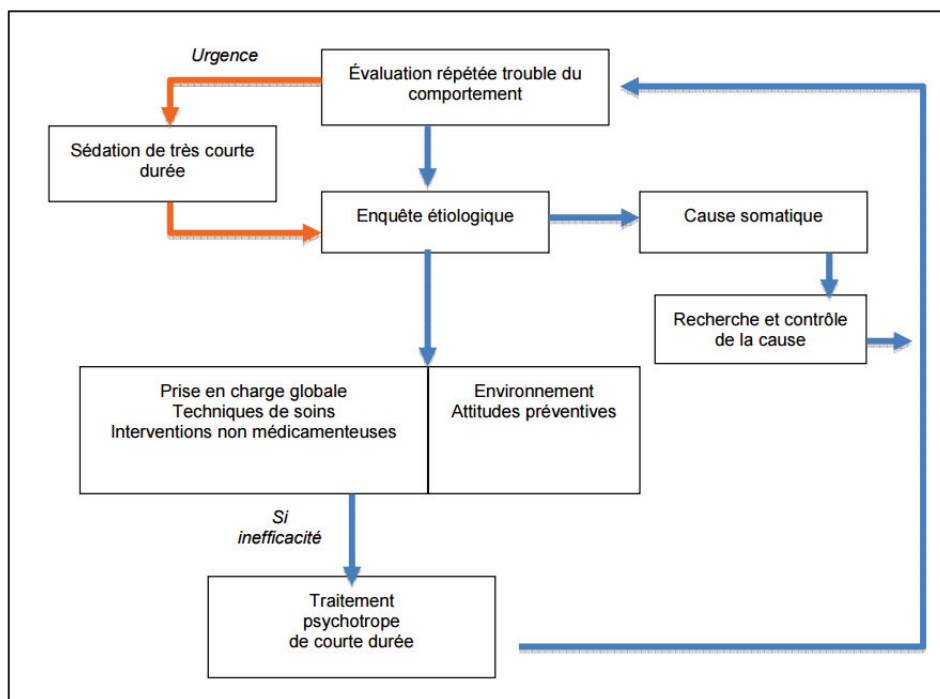 Urgence
Évaluation répétée trouble du
comportement
Sédation de très courte
durée
Enquête étiologique
Cause somatique
Recherche et contrôle
de la cause
Prise en charge globale
Techniques de soins
Interventions non médicamenteuses
Environnement
Attitudes préventives
Si
inefficacité
Traitement
psychotrope
de courte durée